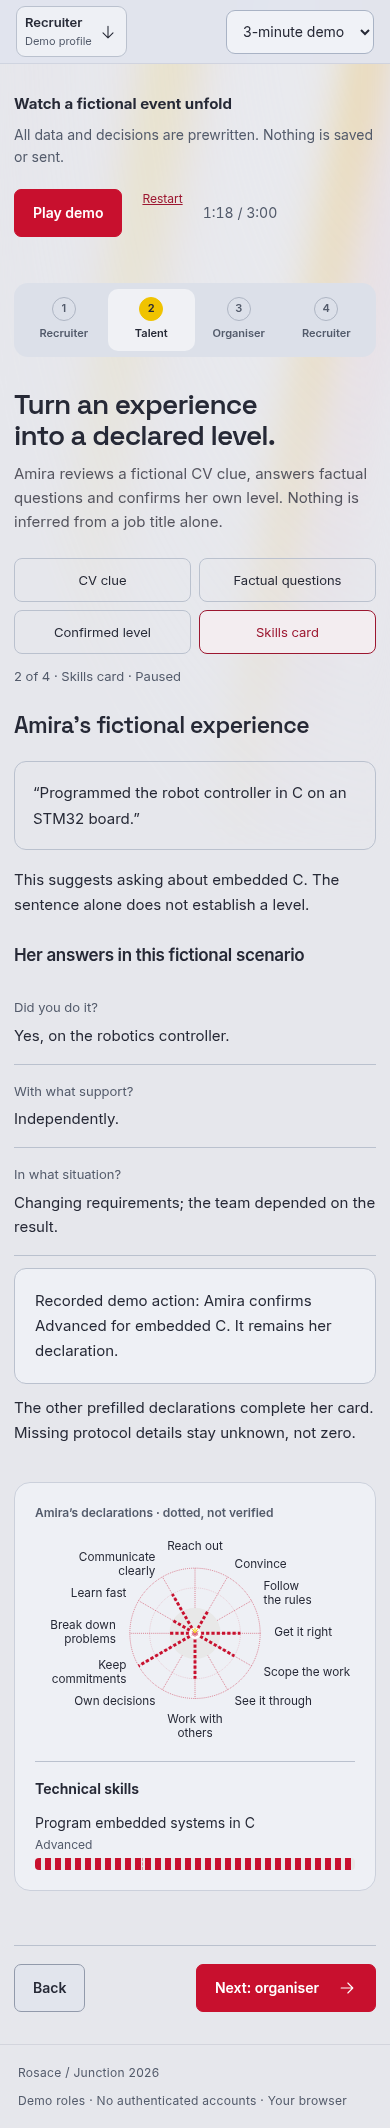 Recruiter
Demo profile
3-minute demo
Watch a fictional event unfold
All data and decisions are prewritten. Nothing is saved
or sent.
Play demo
Restart
1:18 / 3:00
1
Recruiter
2
Talent
3
Organiser
4
Recruiter
Turn an experience
into a declared level.
Amira reviews a fictional CV clue, answers factual
questions and confirms her own level. Nothing is
inferred from a job title alone.
CV clue
Factual questions
Confirmed level
Skills card
2 of 4 · Skills card · Paused
Amira’s fictional experience
“Programmed the robot controller in C on an
STM32 board.”
This suggests asking about embedded C. The
sentence alone does not establish a level.
Her answers in this fictional scenario
Did you do it?
Yes, on the robotics controller.
With what support?
Independently.
In what situation?
Changing requirements; the team depended on the
result.
Recorded demo action: Amira confirms
Advanced for embedded C. It remains her
declaration.
The other prefilled declarations complete her card.
Missing protocol details stay unknown, not zero.
Amira’s declarations · dotted, not verified
Reach out
Convince
Follow
the rules
Get it right
Scope the work
See it through
Work with
others
Own decisions
Keep
commitments
Break down
problems
Learn fast
Communicate
clearly
Technical skills
Program embedded systems in C
Advanced
Back
Next: organiser
Rosace / Junction 2026
Demo roles · No authenticated accounts · Your browser